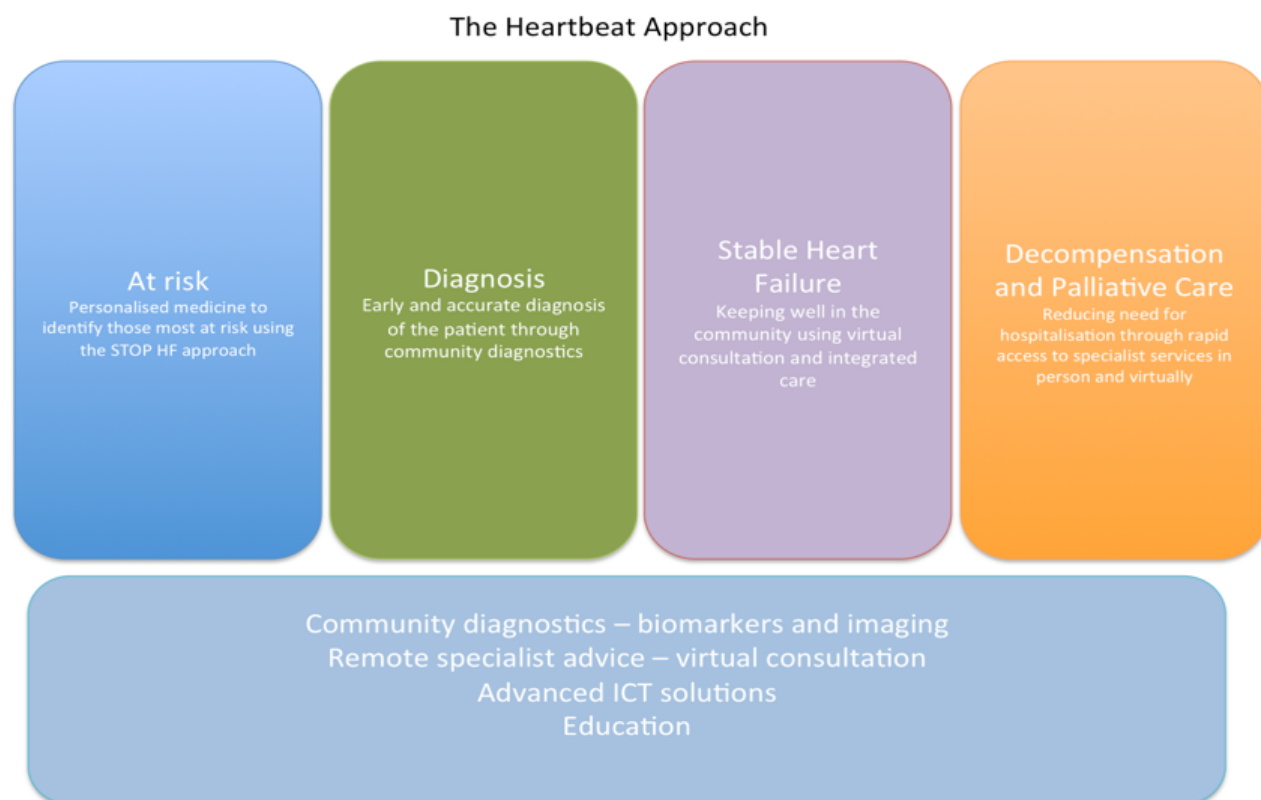 The Heartbeat Approach
At risk
Personalised medicine to
identify those most at risk using
the STOP HF approach
Diagnosis
Early and accurate diagnosis
of the patient through
community diagnostics
Stable Heart
Failure
Keeping well in the
community using virtual
consultation and integrated
care
Decompensation
and Palliative Care
Reducing need for
hospitalisation through rapid
access to specialist services in
person and virtually
Community diagnostics – biomarkers and imaging
Remote specialist advice – virtual consultation
Advanced ICT solutions
Education